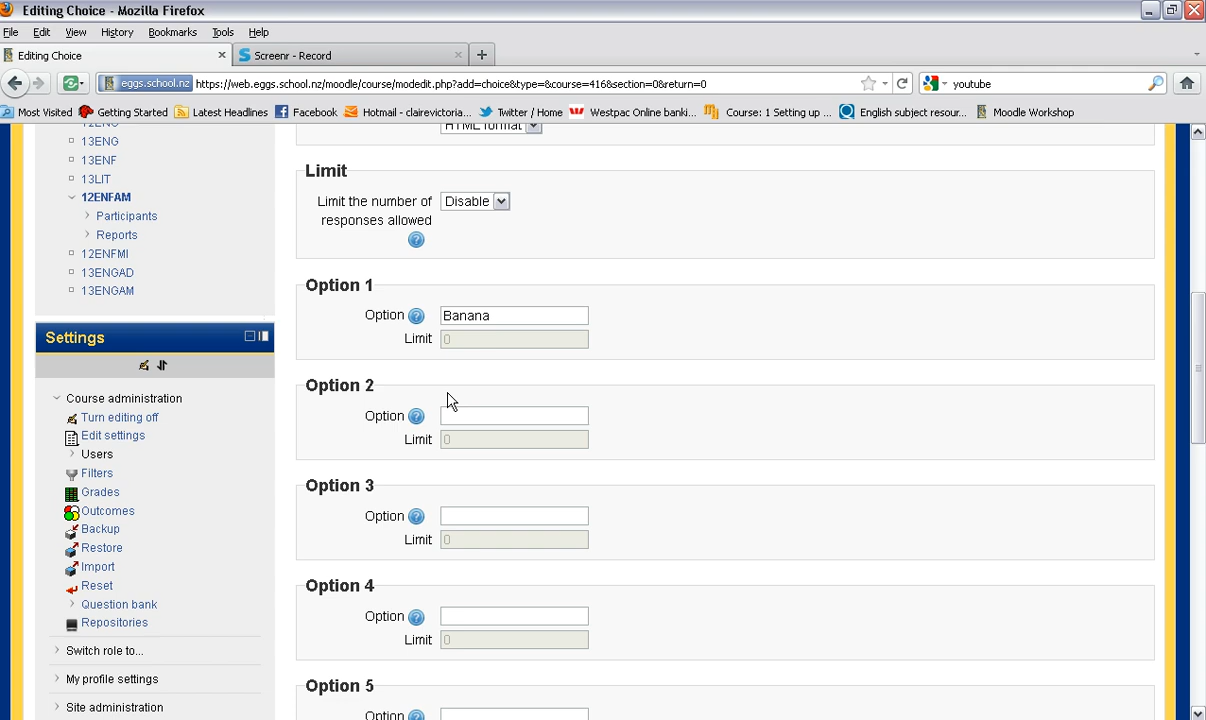 Editing Choice - Mozilla Firefox
File Edit View History Bookmarks Tools Help
Editing Choice
Screenr - Record
eggs.school.nz https://web.eggs.school.nz/moodle/course/modedit.php?add=choice&type=&course=416&section=0&return=0
youtube
Most Visited Getting Started Latest Headlines Facebook Hotmail - clairevictoria... Twitter / Home Westpac Online banki... Course: 1 Setting up ... English subject resour... Moodle Workshop
12ENG
13ENG
13ENF
13LIT
12ENFAM
Participants
Reports
12ENFMI
13ENGAD
13ENGAM
Settings
Course administration
Turn editing off
Edit settings
Users
Filters
Grades
Outcomes
Backup
Restore
Import
Reset
Question bank
Repositories
Switch role to...
My profile settings
Site administration
HTML format
Limit
Limit the number of
responses allowed
Disable
Option 1
Option Banana
Limit 0
Option 2
Option
Limit 0
Option 3
Option
Limit 0
Option 4
Option
Limit 0
Option 5
Option